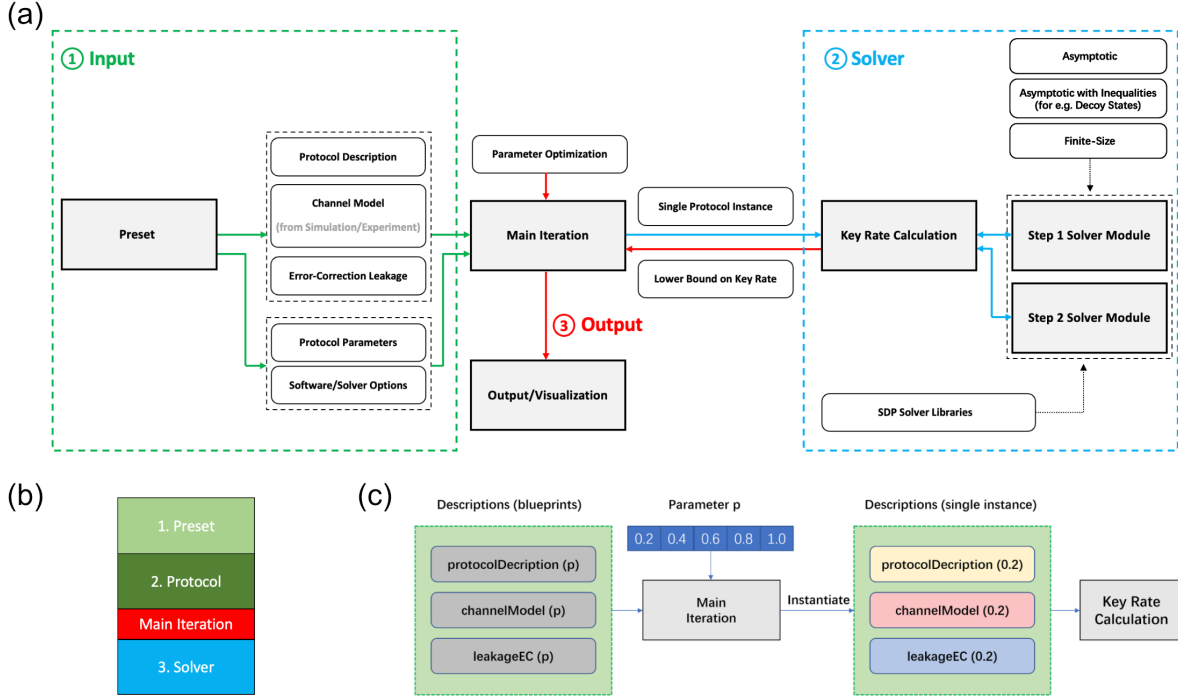 (a)
① Input
Preset
Protocol Description
Channel Model
(from Simulation/Experiment)
Error-Correction Leakage
Protocol Parameters
Software/Solver Options
Parameter Optimization
Main Iteration
③ Output
Output/Visualization
Single Protocol Instance
Lower Bound on Key Rate
② Solver
Asymptotic
Asymptotic with Inequalities
(for e.g. Decoy States)
Finite-Size
Key Rate Calculation
Step 1 Solver Module
Step 2 Solver Module
SDP Solver Libraries
(b)
1. Preset
2. Protocol
Main Iteration
3. Solver
(c)
Descriptions (blueprints)
protocolDecription (p)
channelModel (p)
leakageEC (p)
Parameter p
0.2 0.4 0.6 0.8 1.0
Main
Iteration
Instantiate
Descriptions (single instance)
protocolDecription (0.2)
channelModel (0.2)
leakageEC (0.2)
Key Rate
Calculation